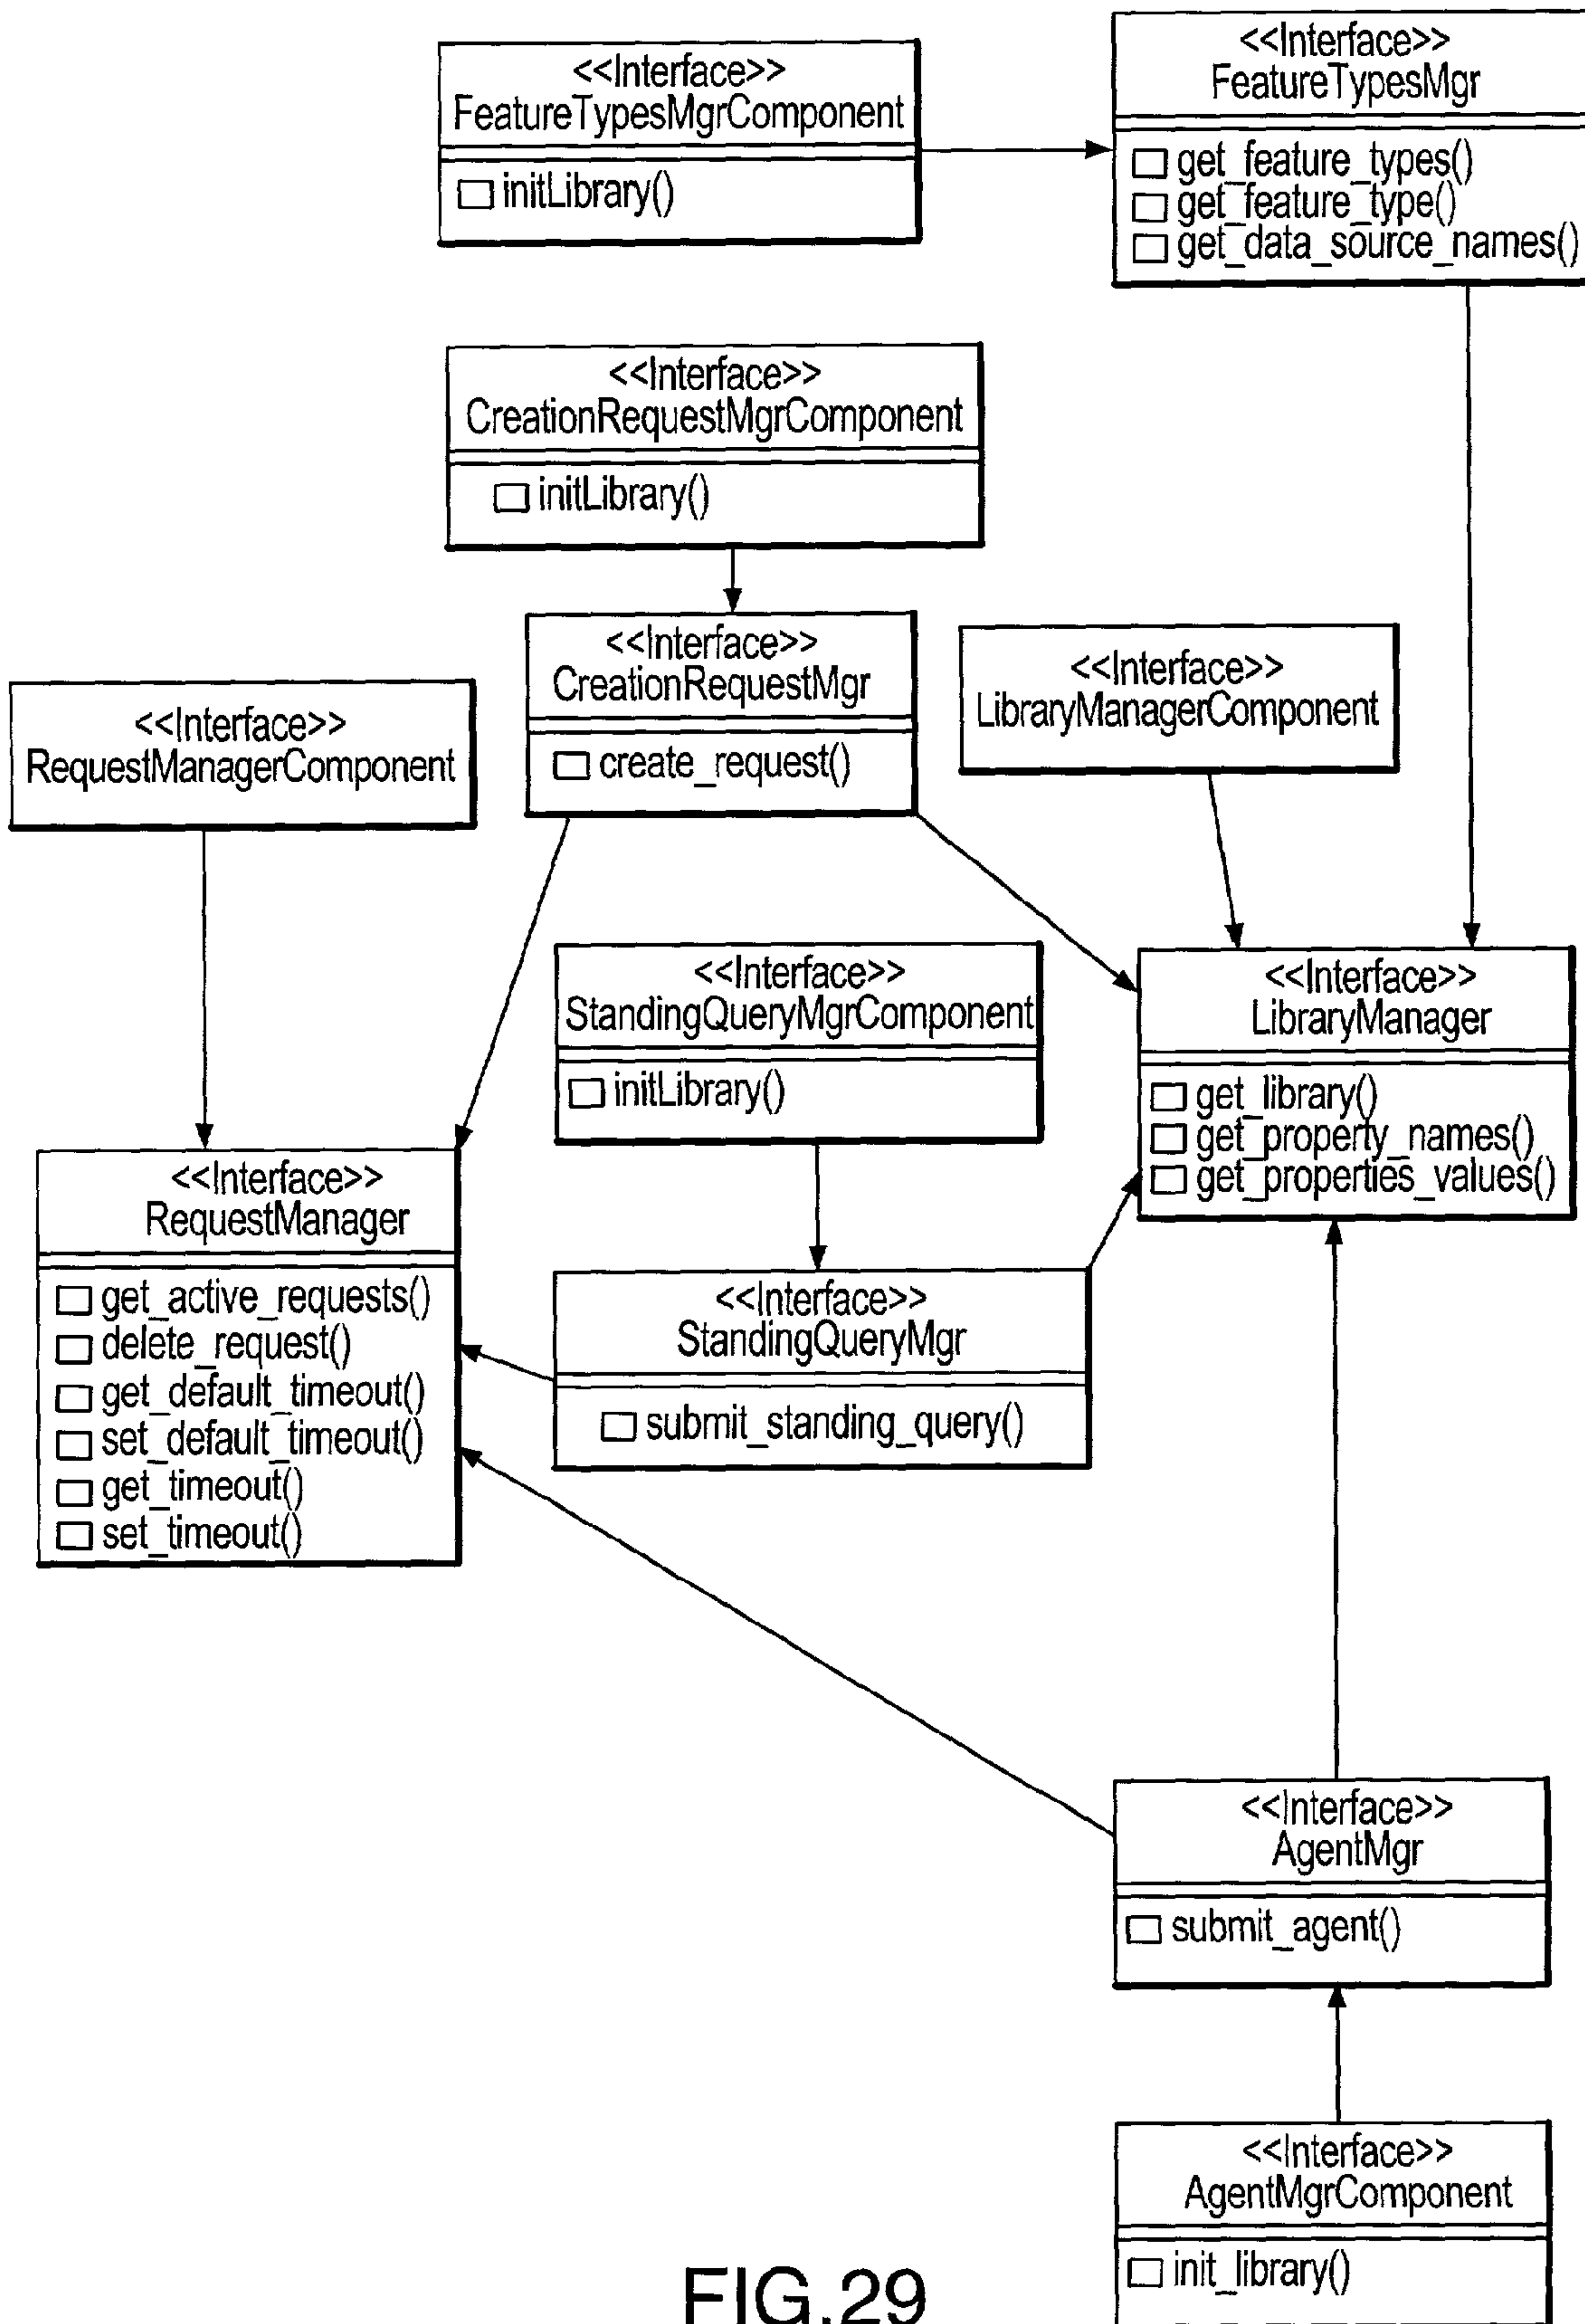 <<Interface>>
FeatureTypesMgrComponent
initLibrary()
<<Interface>>
FeatureTypesMgr
get_feature_types()
get_feature_type()
get_data_source_names()
<<Interface>>
CreationRequestMgrComponent
initLibrary()
<<Interface>>
CreationRequestMgr
create_request()
<<Interface>>
LibraryManagerComponent
<<Interface>>
RequestManagerComponent
<<Interface>>
StandingQueryMgrComponent
initLibrary()
<<Interface>>
LibraryManager
get_library()
get_property_names()
get_properties_values()
<<Interface>>
RequestManager
get_active_requests()
delete_request()
get_default_timeout()
set_default_timeout()
get_timeout()
set_timeout()
<<Interface>>
StandingQueryMgr
submit_standing_query()
<<Interface>>
AgentMgr
submit_agent()
<<Interface>>
AgentMgrComponent
init_library()
FIG.29